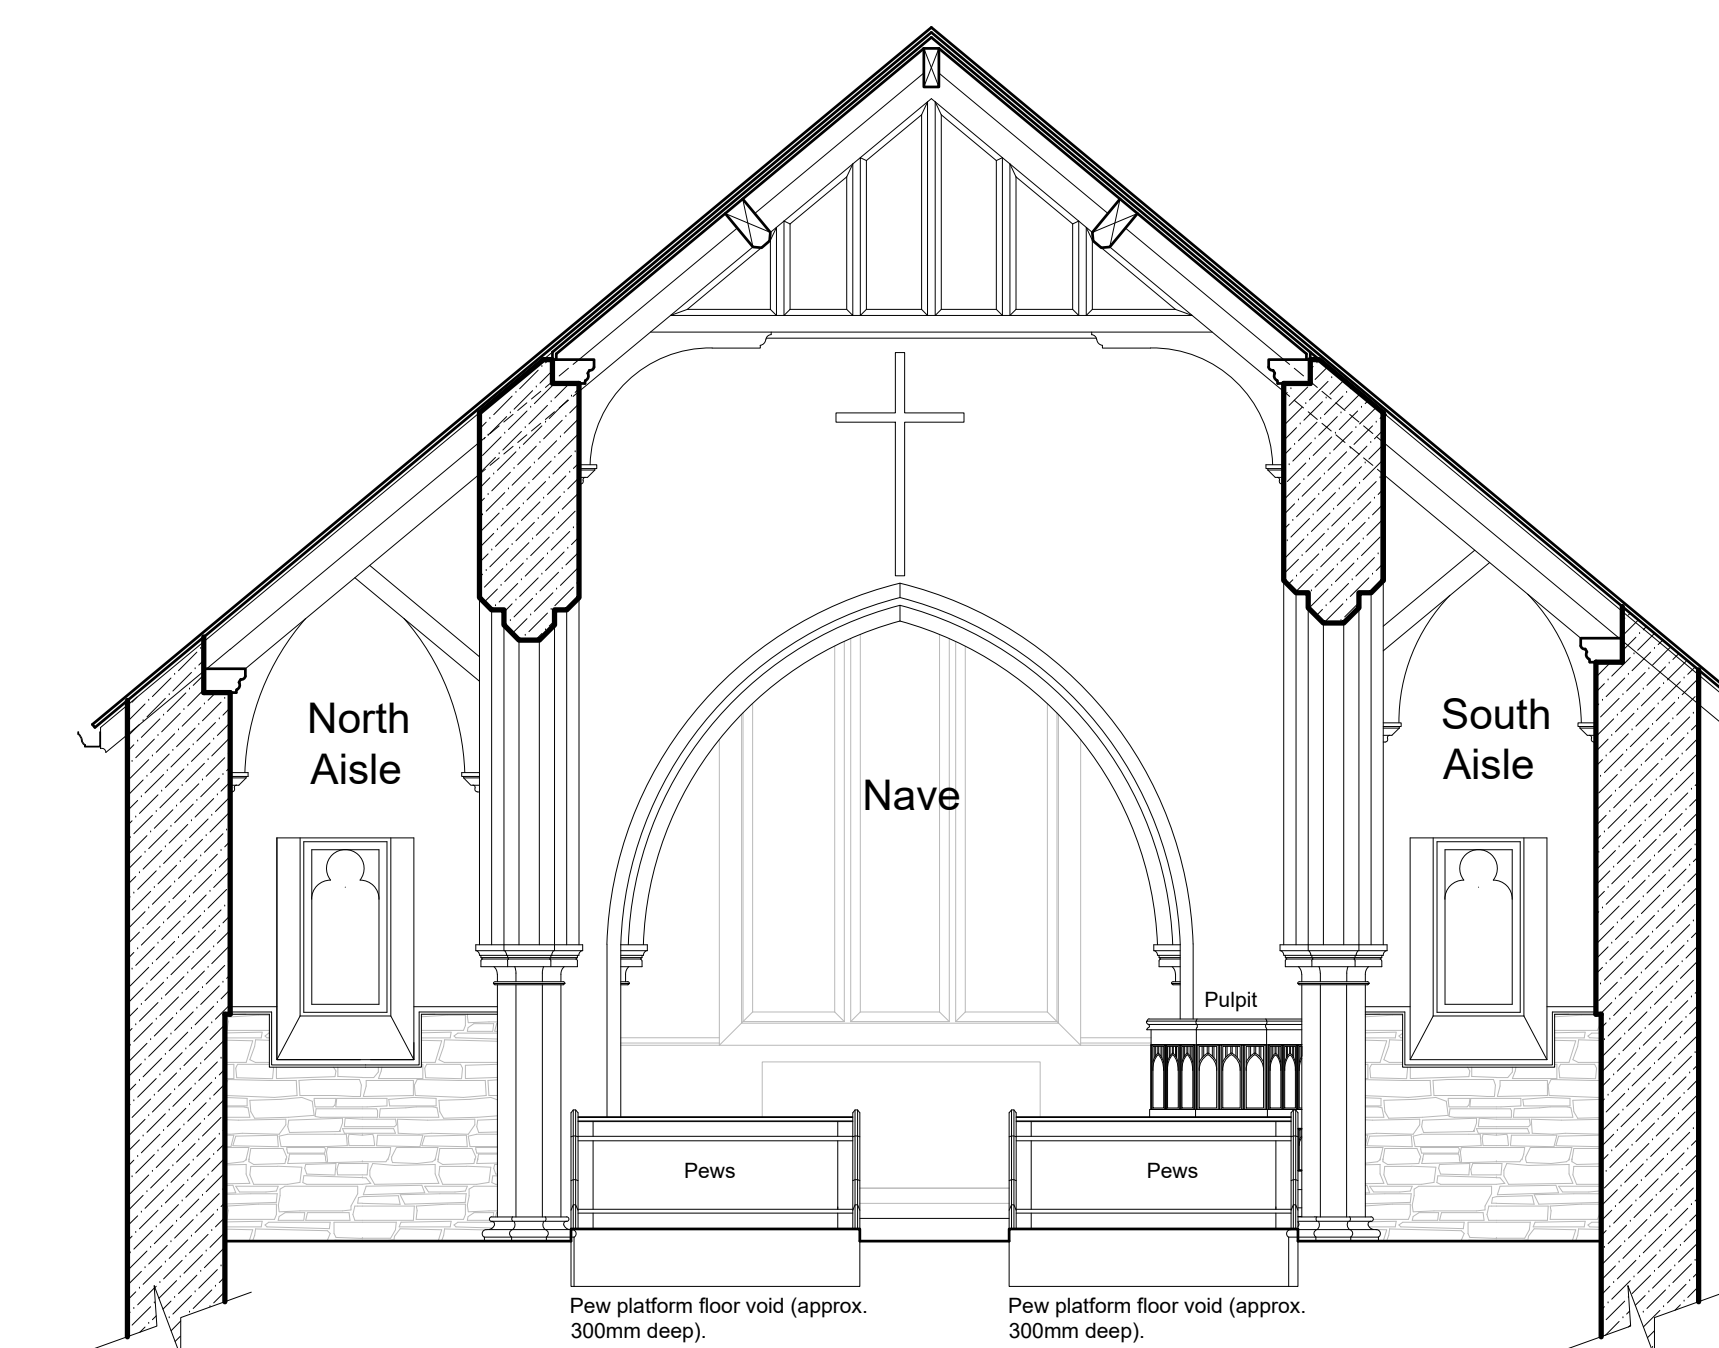 North
Aisle
South
Aisle
Nave
Pulpit
Pews
Pews
Pew platform floor void (approx.
300mm deep).
Pew platform floor void (approx.
300mm deep).